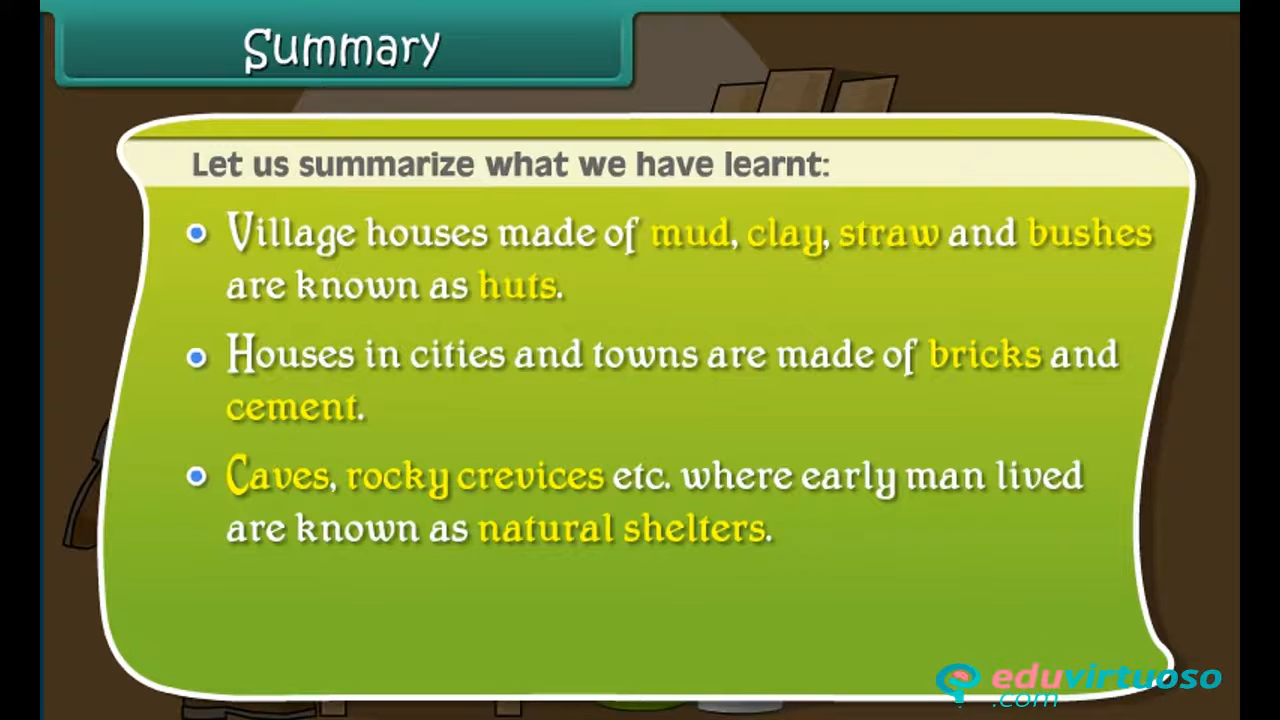 Summary
Let us summarize what we have learnt:
Village houses made of mud, clay, straw and bushes
are known as huts.
Houses in cities and towns are made of bricks and
cement.
Caves, rocky crevices etc. where early man lived
are known as natural shelters.
eduvirtuoso
.com